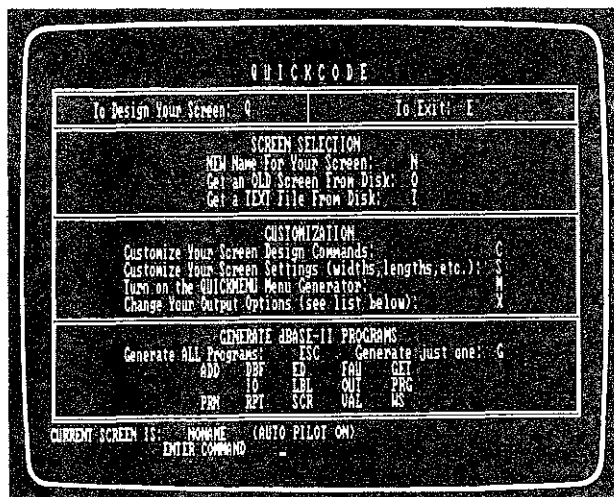 QUICKCODE
To Design Your Screen: Q To Exit: E
SCREEN SELECTION
NEW Name For Your Screen: N
Get an OLD Screen From Disk: O
Get a TEXT File From Disk: T
CUSTOMIZATION
Customize Your Screen Design Commands: C
Customize Your Screen Settings (widths,lengths,etc.): S
Turn on the QUICKMENU Menu Generator: M
Change Your Output Options (see list below): X
GENERATE dBASE-II PROGRAMS
Generate ALL Programs: ESC Generate just one: G
ADD DBF ED FAU GET
IO LBL OUT PRG
PRM RPT SCR VAL WS
CURRENT SCREEN IS: NONAME (AUTO PILOT ON)
ENTER COMMAND _